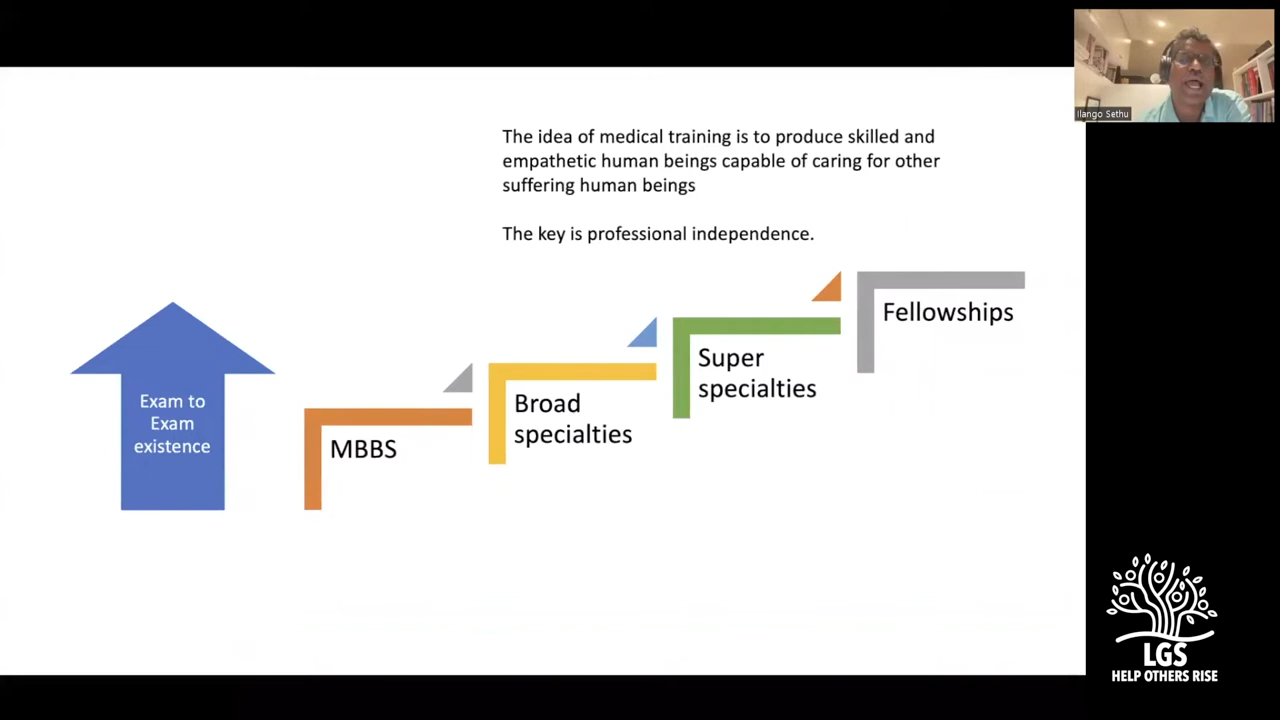 The idea of medical training is to produce skilled and
empathetic human beings capable of caring for other
suffering human beings
The key is professional independence.
Exam to
Exam
existence
MBBS
Broad
specialties
Super
specialties
Fellowships
Ilango Sethu
LGS
HELP OTHERS RISE